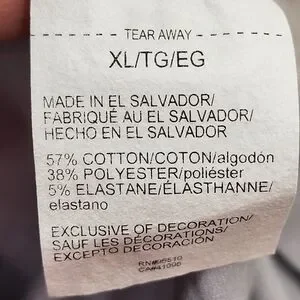 TEAR AWAY
XL/TG/EG
MADE IN EL SALVADOR/
FABRIQUÉ AU EL SALVADOR/
HECHO EN EL SALVADOR
57% COTTON/COTON/algodón
38% POLYESTER/poliéster
5% ELASTANE/ÉLASTHANNE/
elastano
EXCLUSIVE OF DECORATION/
SAUF LES DÉCORATIONS/
EXCEPTO DECORACIÓN